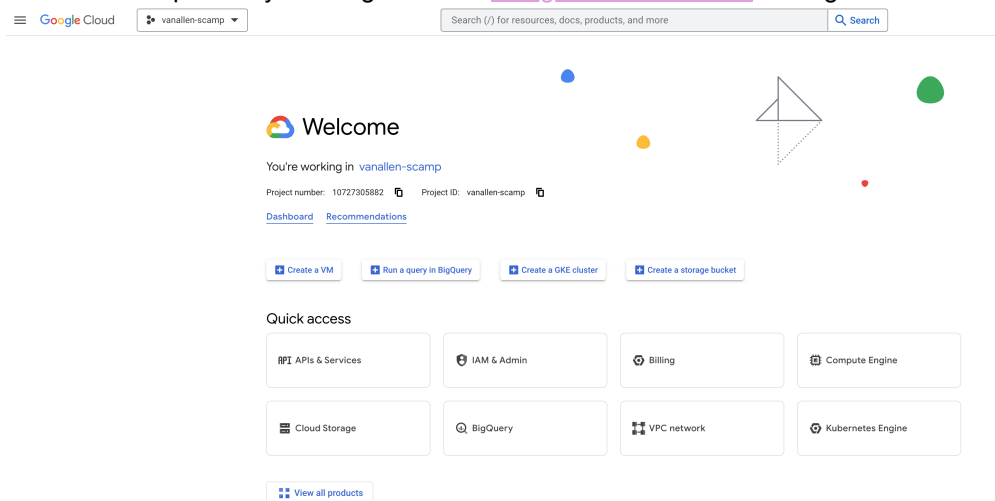 Google Cloud
vanallen-scamp
Search (/) for resources, docs, products, and more
Search
Welcome
You're working in vanallen-scamp
Project number: 10727305882 Project ID: vanallen-scamp
Dashboard Recommendations
Create a VM
Run a query in BigQuery
Create a GKE cluster
Create a storage bucket
Quick access
API APIs & Services
IAM & Admin
Billing
Compute Engine
Cloud Storage
BigQuery
VPC network
Kubernetes Engine
View all products